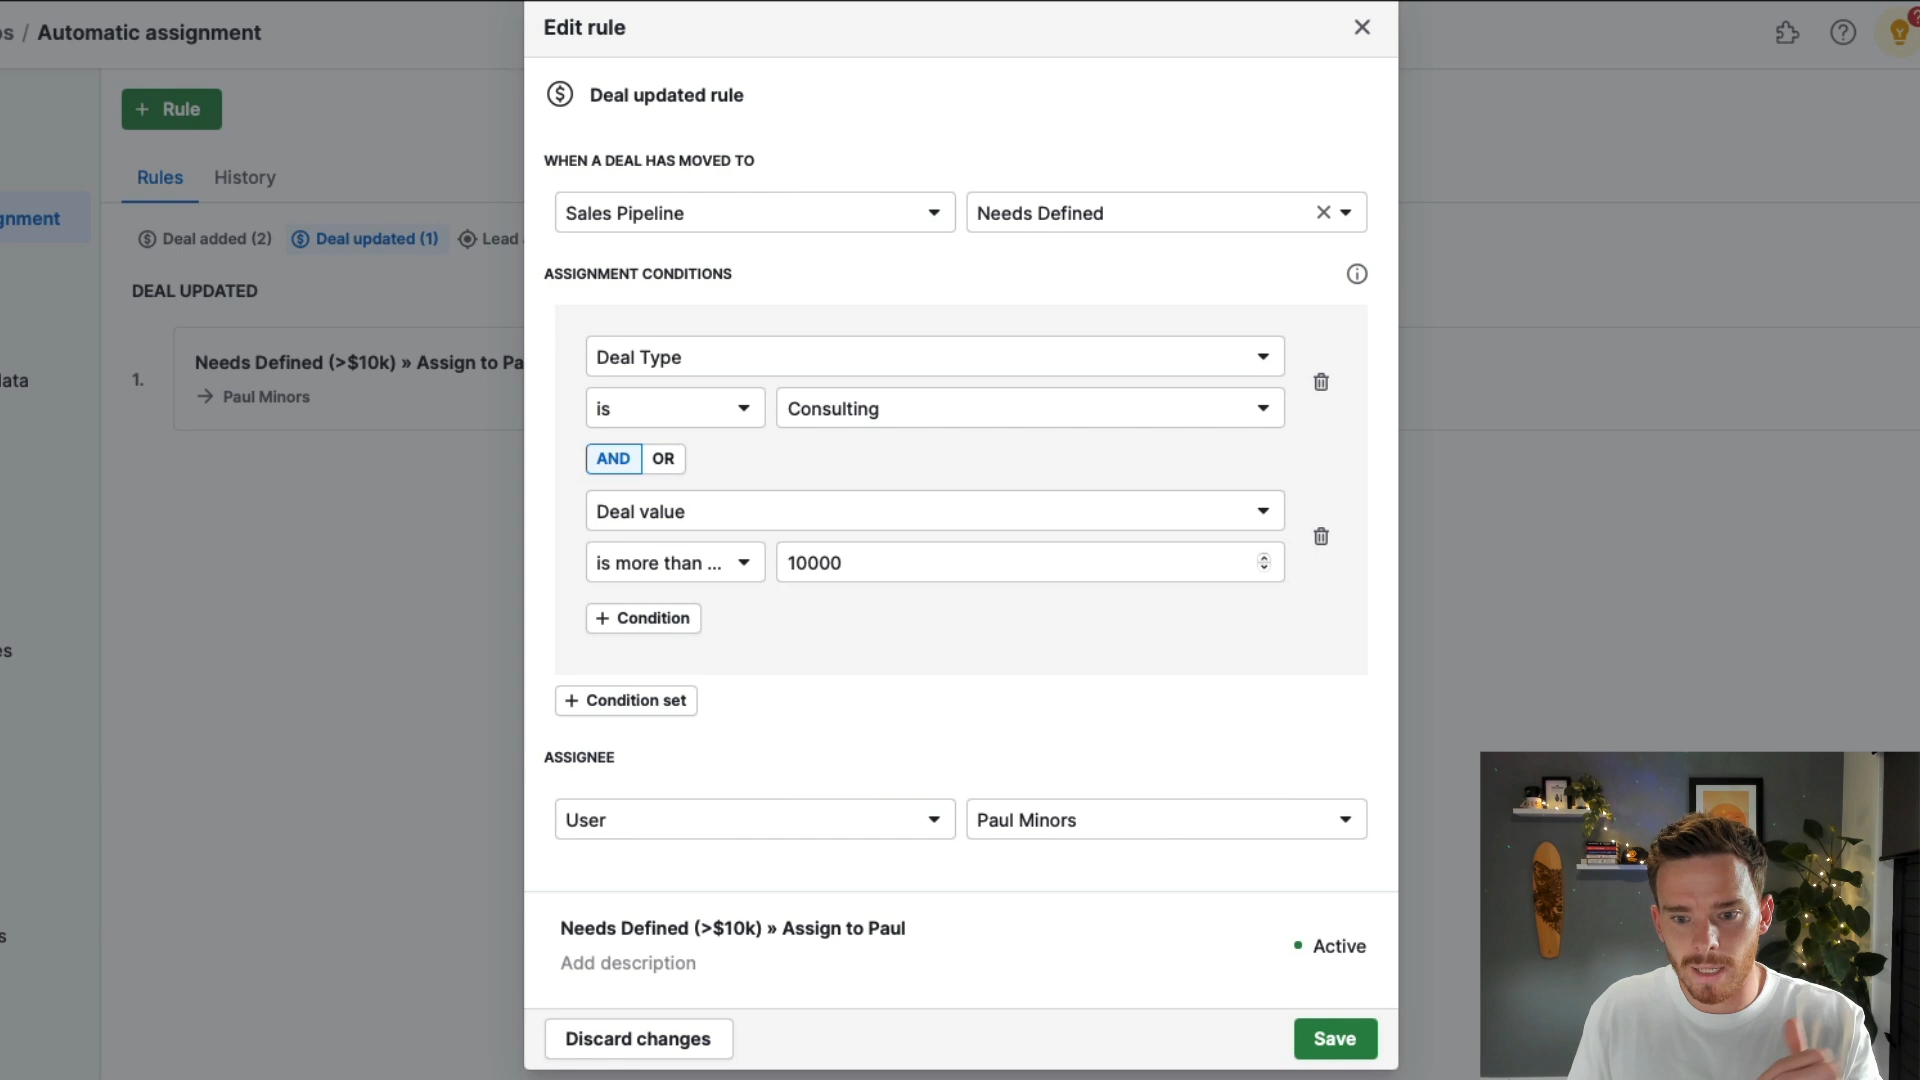 s / Automatic assignment
Edit rule
Deal updated rule
+ Rule
WHEN A DEAL HAS MOVED TO
Rules History
Sales Pipeline
Needs Defined
gnment
Deal added (2) Deal updated (1) Lead
ASSIGNMENT CONDITIONS
DEAL UPDATED
Deal Type
Needs Defined (>$10k) » Assign to Pa
1.
lata
→ Paul Minors
is
Consulting
AND OR
Deal value
is more than ...
10000
+ Condition
es
+ Condition set
ASSIGNEE
User
Paul Minors
Needs Defined (>$10k) » Assign to Paul
s
Active
Add description
Discard changes
Save